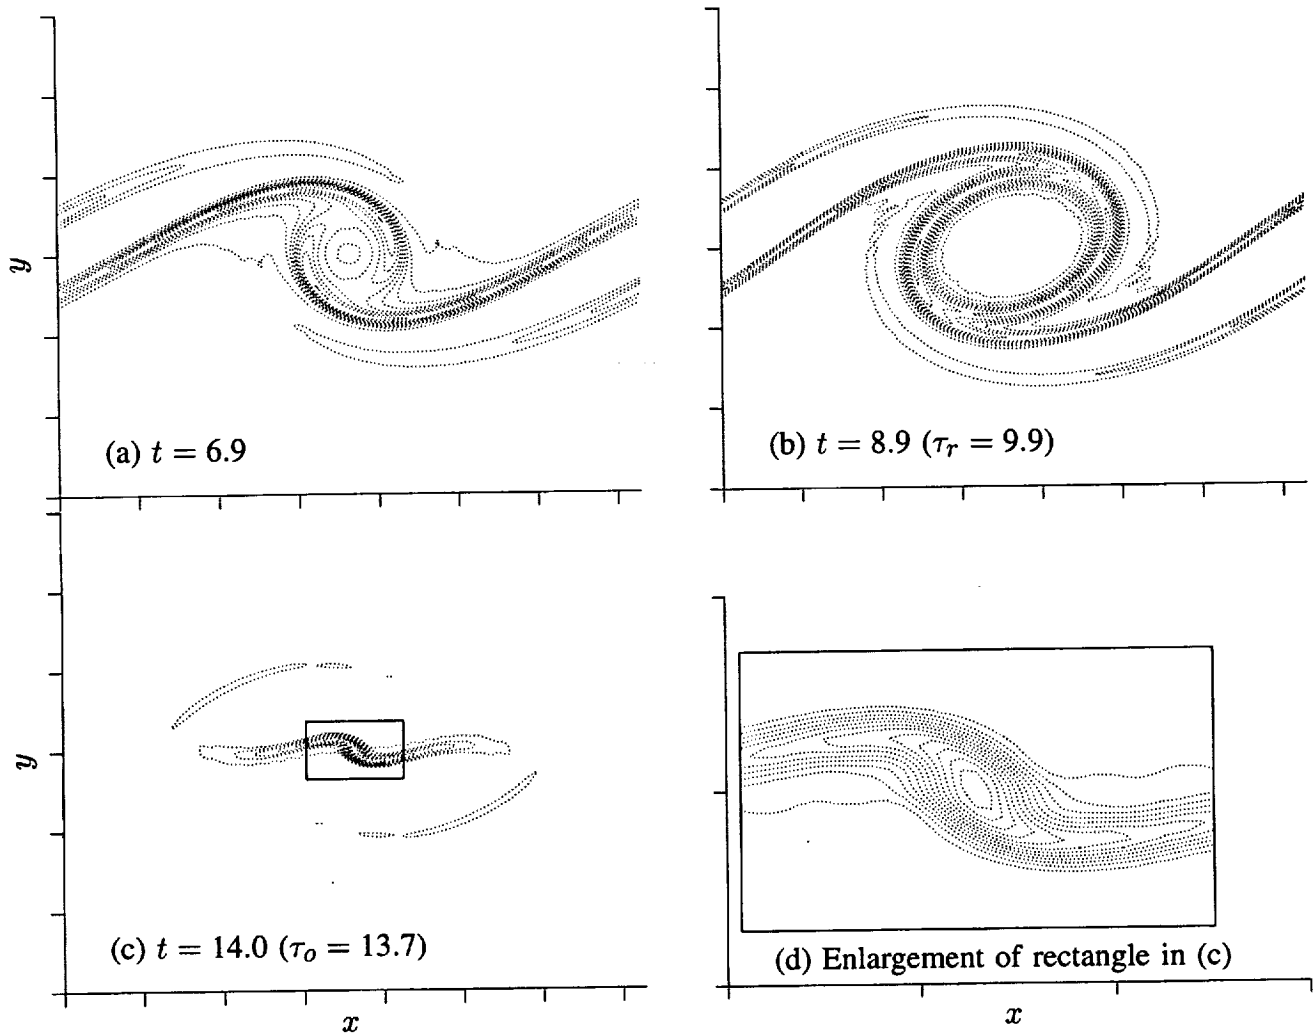 y
(a) t = 6.9
(b) t = 8.9 (τr = 9.9)
y
(c) t = 14.0 (τo = 13.7)
x
(d) Enlargement of rectangle in (c)
x